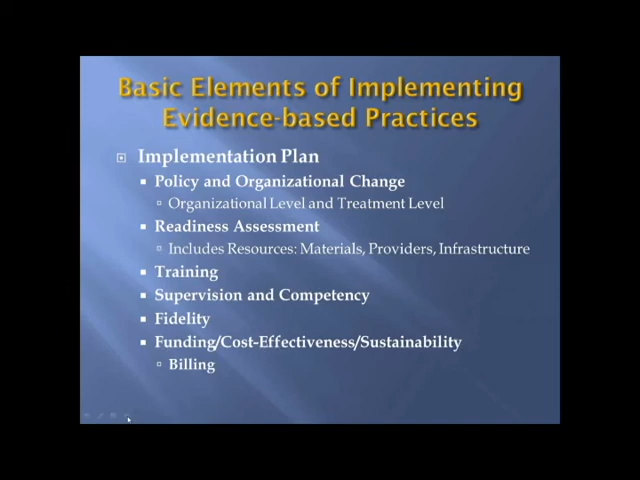 Basic Elements of Implementing
Evidence-based Practices
Implementation Plan
Policy and Organizational Change
Organizational Level and Treatment Level
Readiness Assessment
Includes Resources: Materials, Providers, Infrastructure
Training
Supervision and Competency
Fidelity
Funding/Cost-Effectiveness/Sustainability
Billing